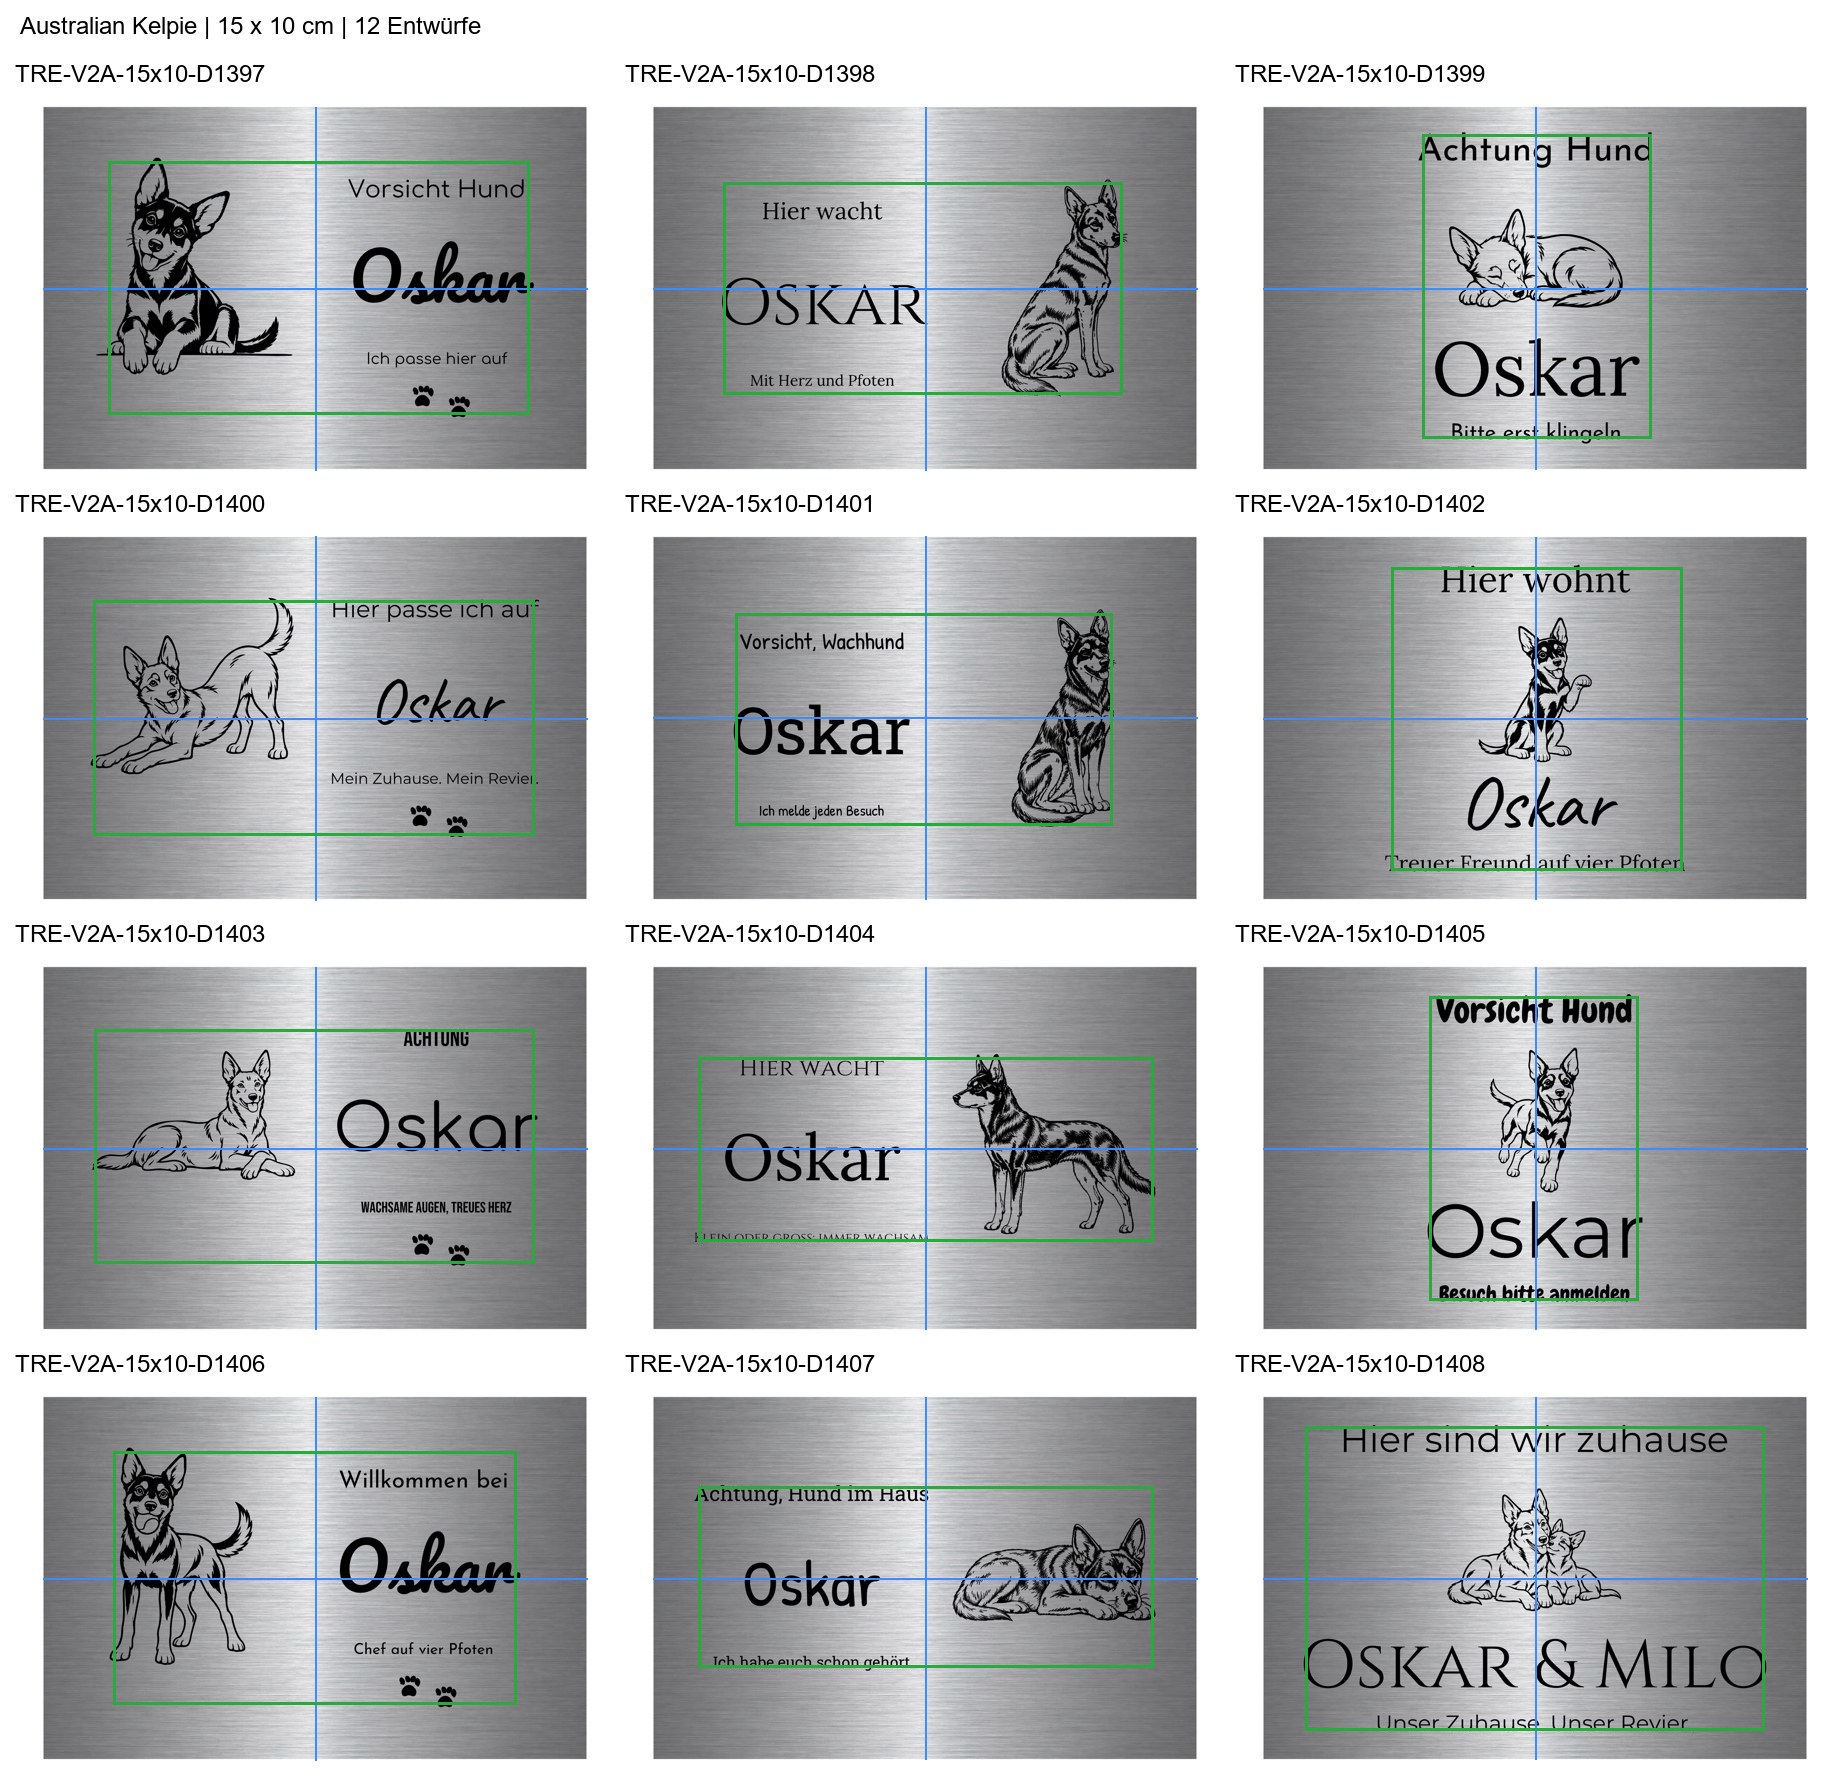 Australian Kelpie | 15 x 10 cm | 12 Entwürfe
TRE-V2A-15x10-D1397
Vorsicht Hund
Oskar
Ich passe hier auf
TRE-V2A-15x10-D1398
Hier wacht
OSKAR
Mit Herz und Pfoten
TRE-V2A-15x10-D1399
Achtung Hund
Oskar
Bitte erst klingeln
TRE-V2A-15x10-D1400
Hier passe ich auf
Oskar
Mein Zuhause. Mein Revier.
TRE-V2A-15x10-D1401
Vorsicht, Wachhund
Oskar
Ich melde jeden Besuch
TRE-V2A-15x10-D1402
Hier wohnt
Oskar
Treuer Freund auf vier Pfoten
TRE-V2A-15x10-D1403
ACHTUNG
Oskar
WACHSAME AUGEN, TREUES HERZ
TRE-V2A-15x10-D1404
HIER WACHT
Oskar
KLEIN ODER GROSS: IMMER WACHSAM
TRE-V2A-15x10-D1405
Vorsicht Hund
Oskar
Besuch bitte anmelden
TRE-V2A-15x10-D1406
Willkommen bei
Oskar
Chef auf vier Pfoten
TRE-V2A-15x10-D1407
Achtung, Hund im Haus
Oskar
Ich habe euch schon gehört
TRE-V2A-15x10-D1408
Hier sind wir zuhause
OSKAR & MILO
Unser Zuhause. Unser Revier.